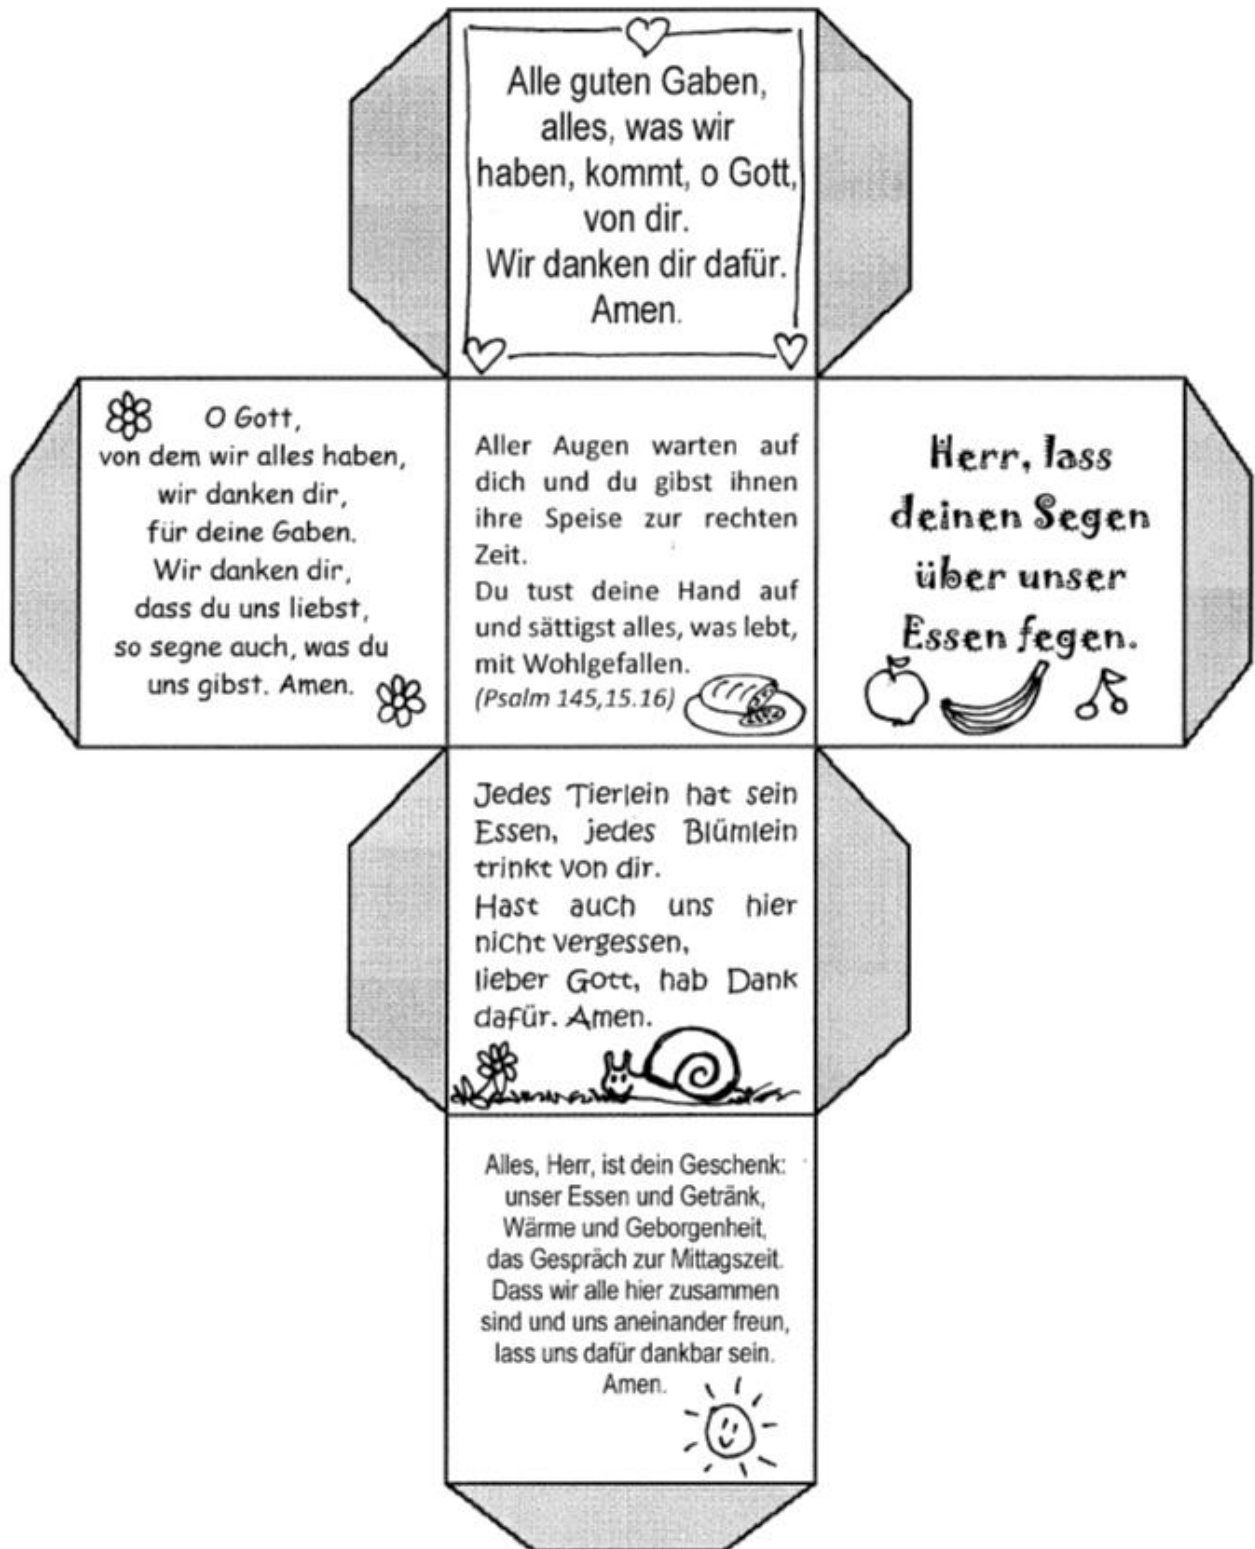 Alle guten Gaben,
alles, was wir
haben, kommt, o Gott,
von dir.
Wir danken dir dafür.
Amen.
O Gott,
von dem wir alles haben,
wir danken dir,
für deine Gaben.
Wir danken dir,
dass du uns liebst,
so segne auch, was du
uns gibst. Amen.
Aller Augen warten auf
dich und du gibst ihnen
ihre Speise zur rechten
Zeit.
Du tust deine Hand auf
und sättigst alles, was lebt,
mit Wohlgefallen.
(Psalm 145,15.16)
Herr, lass
deinen Segen
über unser
Essen fegen.
Jedes Tierlein hat sein
Essen, jedes Blümlein
trinkt von dir.
Hast auch uns hier
nicht vergessen,
lieber Gott, hab Dank
dafür. Amen.
Alles, Herr, ist dein Geschenk:
unser Essen und Getränk,
Wärme und Geborgenheit,
das Gespräch zur Mittagszeit.
Dass wir alle hier zusammen
sind und uns aneinander freun,
lass uns dafür dankbar sein.
Amen.